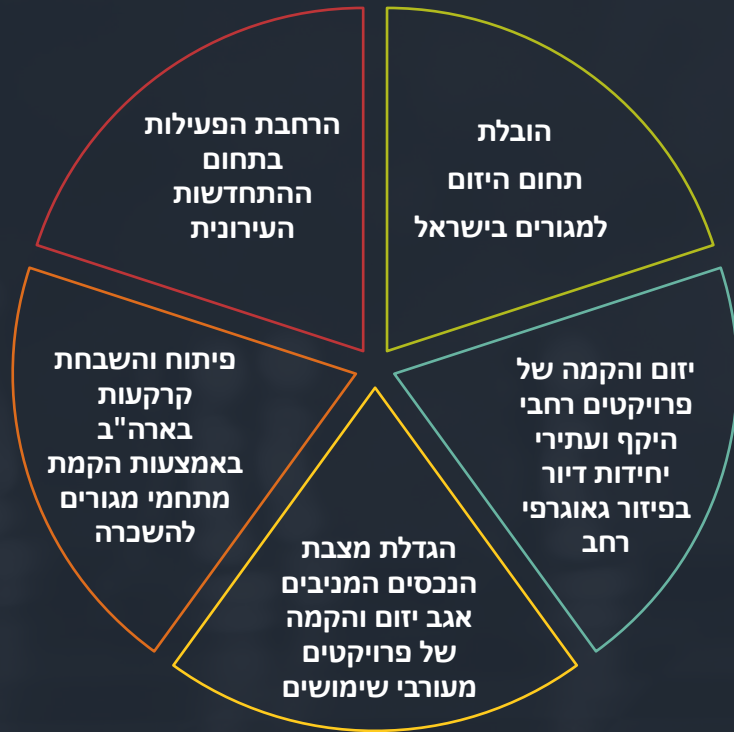 הובלת
תחום היזום
למגורים בישראל
יזום והקמה של
פרויקטים רחבי
היקף ועתירי
יחידות דיור
בפיזור גאוגרפי
רחב
הגדלת מצבת
הנכסים המניבים
אגב יזום והקמה
של פרויקטים
מעורבי שימושים
פיתוח והשבחת
קרקעות
בארה"ב
באמצעות הקמת
מתחמי מגורים
להשכרה
הרחבת הפעילות
בתחום
ההתחדשות
העירונית